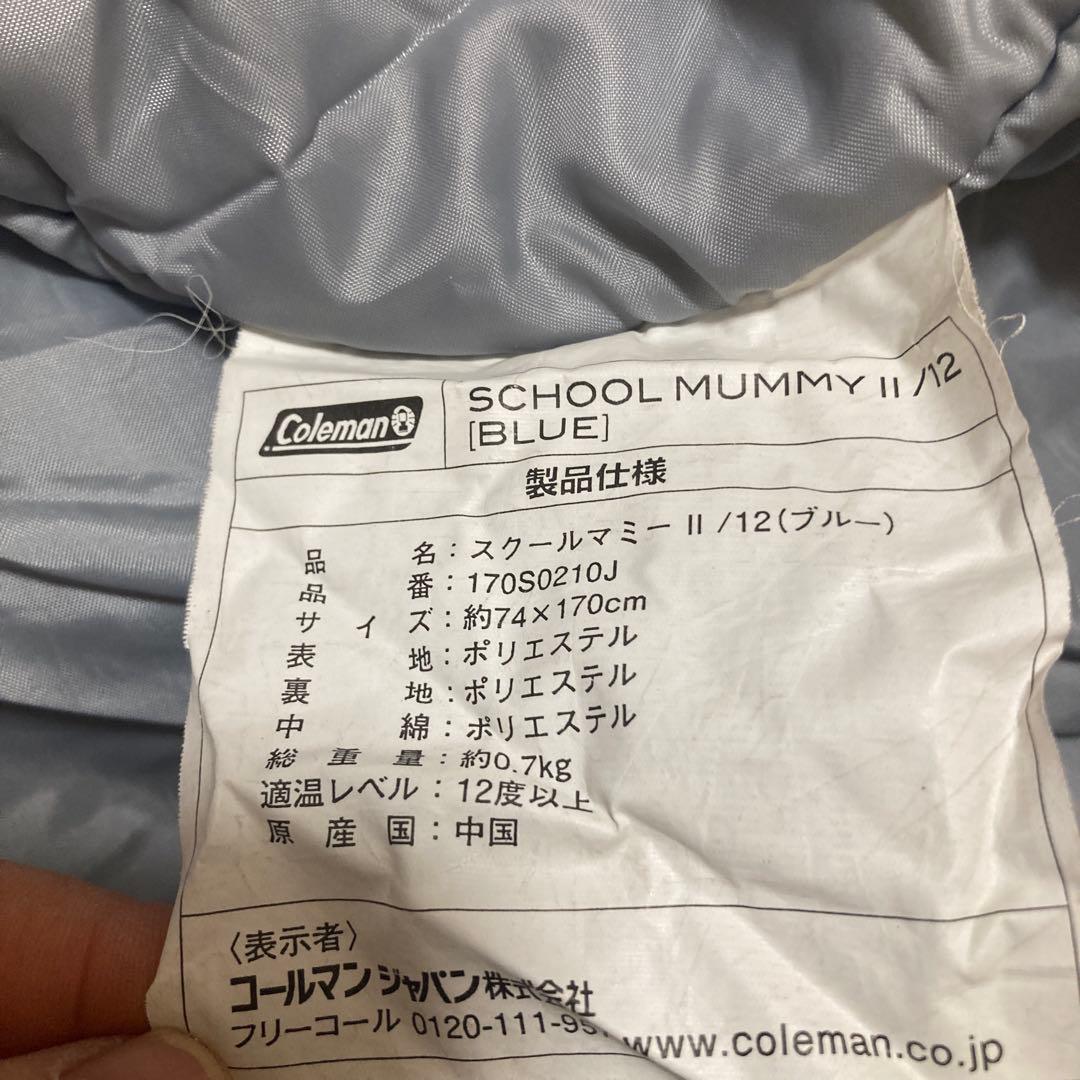 Coleman
SCHOOL MUMMY II /12
[BLUE]
製品仕様
品名：スクールマミーII /12(ブルー)
品番：170S0210J
サイズ：約74×170cm
表地：ポリエステル
裏地：ポリエステル
中綿：ポリエステル
総重量：約0.7kg
適温レベル：12度以上
原産国：中国
〈表示者〉
コールマンジャパン株式会社
フリーコール 0120-111-95 www.coleman.co.jp